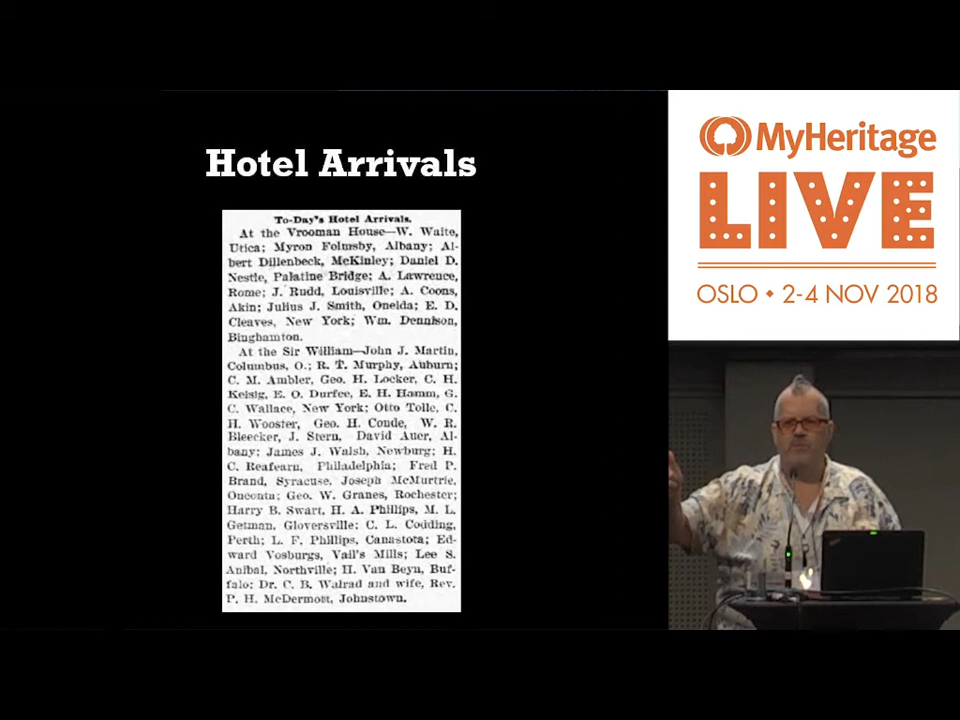 Hotel Arrivals
To-Day's Hotel Arrivals.
At the Vrooman House—W. Waite,
Utica; Myron Folmsby, Albany; Al-
bert Dillenbeck, McKinley; Daniel D.
Nestle, Palatine Bridge; A. Lawrence,
Rome; J. Rudd, Louisville; A. Coons,
Akin; Julius J. Smith, Oneida; E. D.
Cleaves, New York; Wm. Dennison,
Binghamton.
At the Sir William—John J. Martin,
Columbus, O.; R. T. Murphy, Auburn;
C. M. Ambler, Geo. H. Locker, C. H.
Kelsig, E. O. Durfee, E. H. Hamm, G.
C. Wallace, New York; Otto Tolle, C.
H. Wooster, Geo. H. Conde, W. R.
Bleecker, J. Stern, David Auer, Al-
bany; James J. Walsh, Newburg; H.
C. Reafearn, Philadelphia; Fred P.
Brand, Syracuse, Joseph McMurtrie,
Oneonta; Geo. W. Granes, Rochester;
Harry B. Swart, H. A. Phillips, M. L.
Getman, Gloversville; C. L. Codding,
Perth; L. F. Phillips, Canastota; Ed-
ward Vosburgs, Vail's Mills; Lee S.
Anibal, Northville; H. Van Beyn, Buf-
falo; Dr. C. B. Walrad and wife, Rev.
P. H. McDermott, Johnstown.
MyHeritage
LIVE
OSLO • 2-4 NOV 2018